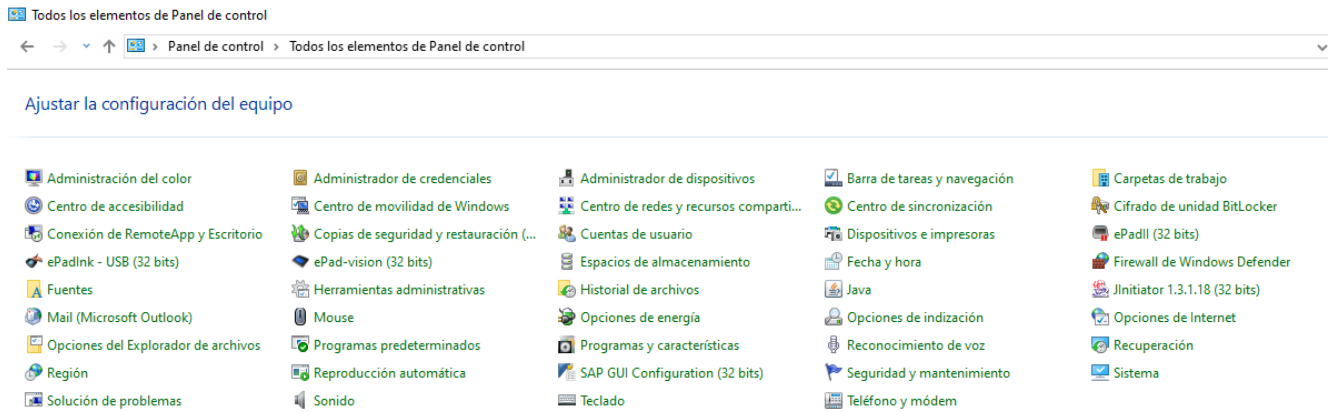 Todos los elementos de Panel de control
Panel de control > Todos los elementos de Panel de control
Ajustar la configuración del equipo
Administración del color
Administrador de credenciales
Administrador de dispositivos
Barra de tareas y navegación
Carpetas de trabajo
Centro de accesibilidad
Centro de movilidad de Windows
Centro de redes y recursos comparti...
Centro de sincronización
Cifrado de unidad BitLocker
Conexión de RemoteApp y Escritorio
Copias de seguridad y restauración (...
Cuentas de usuario
Dispositivos e impresoras
ePadII (32 bits)
ePadInk - USB (32 bits)
ePad-vision (32 bits)
Espacios de almacenamiento
Fecha y hora
Firewall de Windows Defender
Fuentes
Herramientas administrativas
Historial de archivos
Java
JInitiator 1.3.1.18 (32 bits)
Mail (Microsoft Outlook)
Mouse
Opciones de energía
Opciones de indización
Opciones de Internet
Opciones del Explorador de archivos
Programas predeterminados
Programas y características
Reconocimiento de voz
Recuperación
Región
Reproducción automática
SAP GUI Configuration (32 bits)
Seguridad y mantenimiento
Sistema
Solución de problemas
Sonido
Teclado
Teléfono y módem